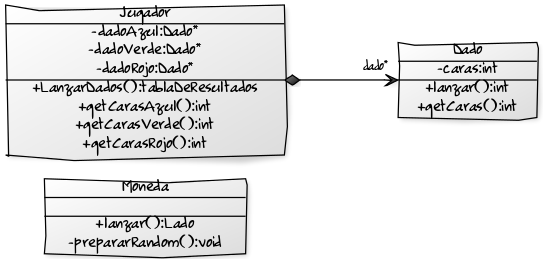 Jugador
-dadoAzul:Dado*
-dadoVerde:Dado*
-dadoRojo:Dado*
+LanzarDados():tablaDeResultados
+getCarasAzul():int
+getCarasVerde():int
+getCarasRojo():int
dado*
Dado
-caras:int
+lanzar():int
+getCaras():int
Moneda
+lanzar():Lado
-prepararRandom():void